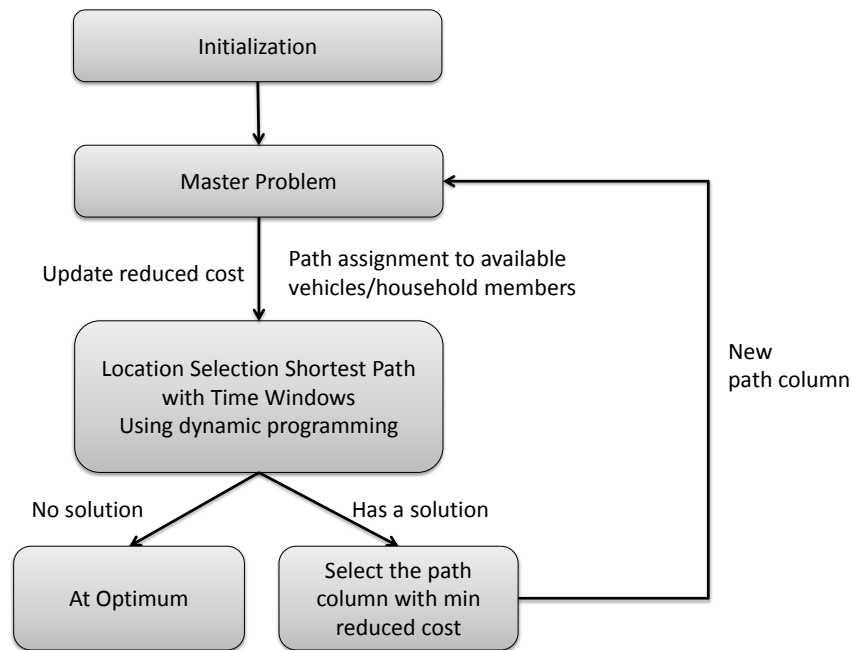 Initialization
Master Problem
Update reduced cost
Path assignment to available
vehicles/household members
Location Selection Shortest Path
with Time Windows
Using dynamic programming
New
path column
No solution
Has a solution
At Optimum
Select the path
column with min
reduced cost